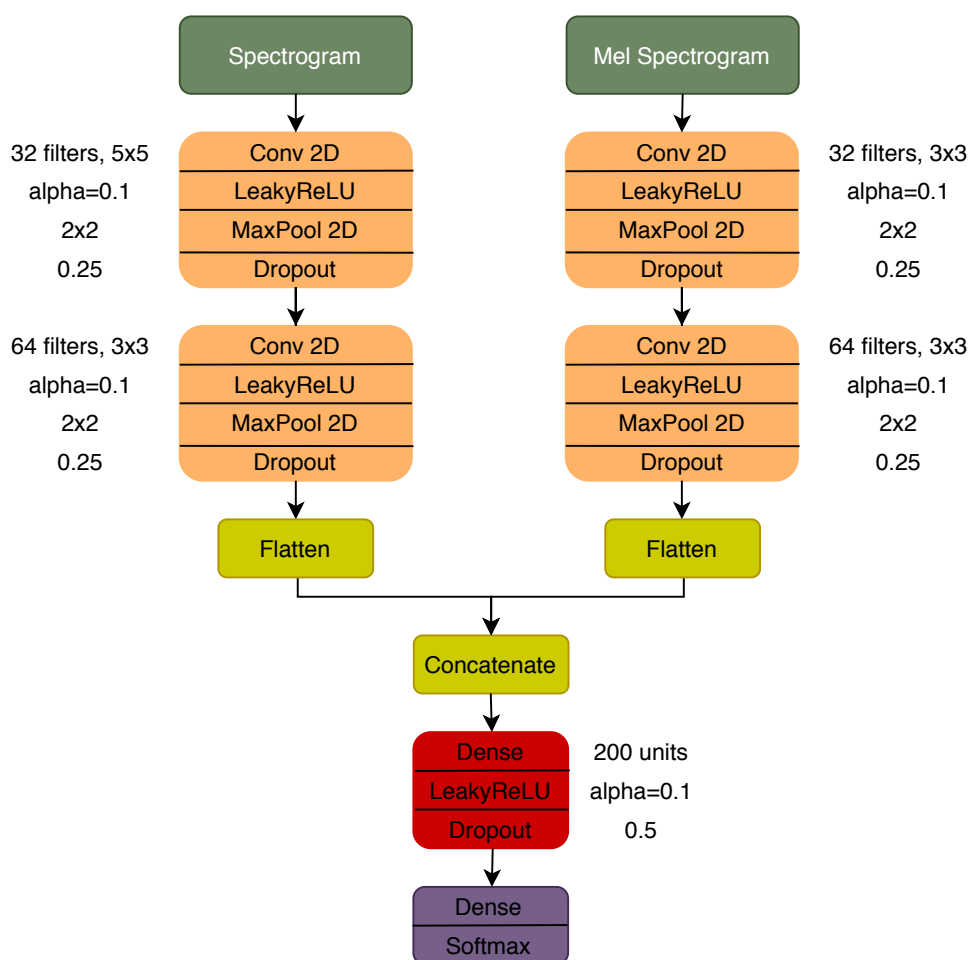 Spectrogram
Mel Spectrogram
32 filters, 5x5
Conv 2D
Conv 2D
32 filters, 3x3
alpha=0.1
LeakyReLU
LeakyReLU
alpha=0.1
2x2
MaxPool 2D
MaxPool 2D
2x2
0.25
Dropout
Dropout
0.25
64 filters, 3x3
Conv 2D
Conv 2D
64 filters, 3x3
alpha=0.1
LeakyReLU
LeakyReLU
alpha=0.1
2x2
MaxPool 2D
MaxPool 2D
2x2
0.25
Dropout
Dropout
0.25
Flatten
Flatten
Concatenate
Dense
200 units
LeakyReLU
alpha=0.1
Dropout
0.5
Dense
Softmax